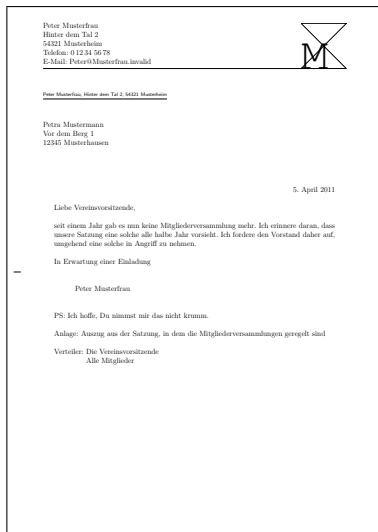 Peter Musterfrau
Hinter dem Tal 2
54321 Musterheim
Telefon: 0 12 34 56 78
E-Mail: Peter@Musterfrau.invalid
M
Peter Musterfrau, Hinter dem Tal 2, 54321 Musterheim
Petra Mustermann
Vor dem Berg 1
12345 Musterhausen
5. April 2011
Liebe Vereinsvorsitzende,
seit einem Jahr gab es nun keine Mitgliederversammlung mehr. Ich erinnere daran, dass
unsere Satzung eine solche alle halbe Jahr vorsieht. Ich fordere den Vorstand daher auf,
umgehend eine solche in Angriff zu nehmen.
In Erwartung einer Einladung
Peter Musterfrau
PS: Ich hoffe, Du nimmst mir das nicht krumm.
Anlage: Auszug aus der Satzung, in dem die Mitgliederversammlungen geregelt sind
Verteiler: Die Vereinsvorsitzende
Alle Mitglieder